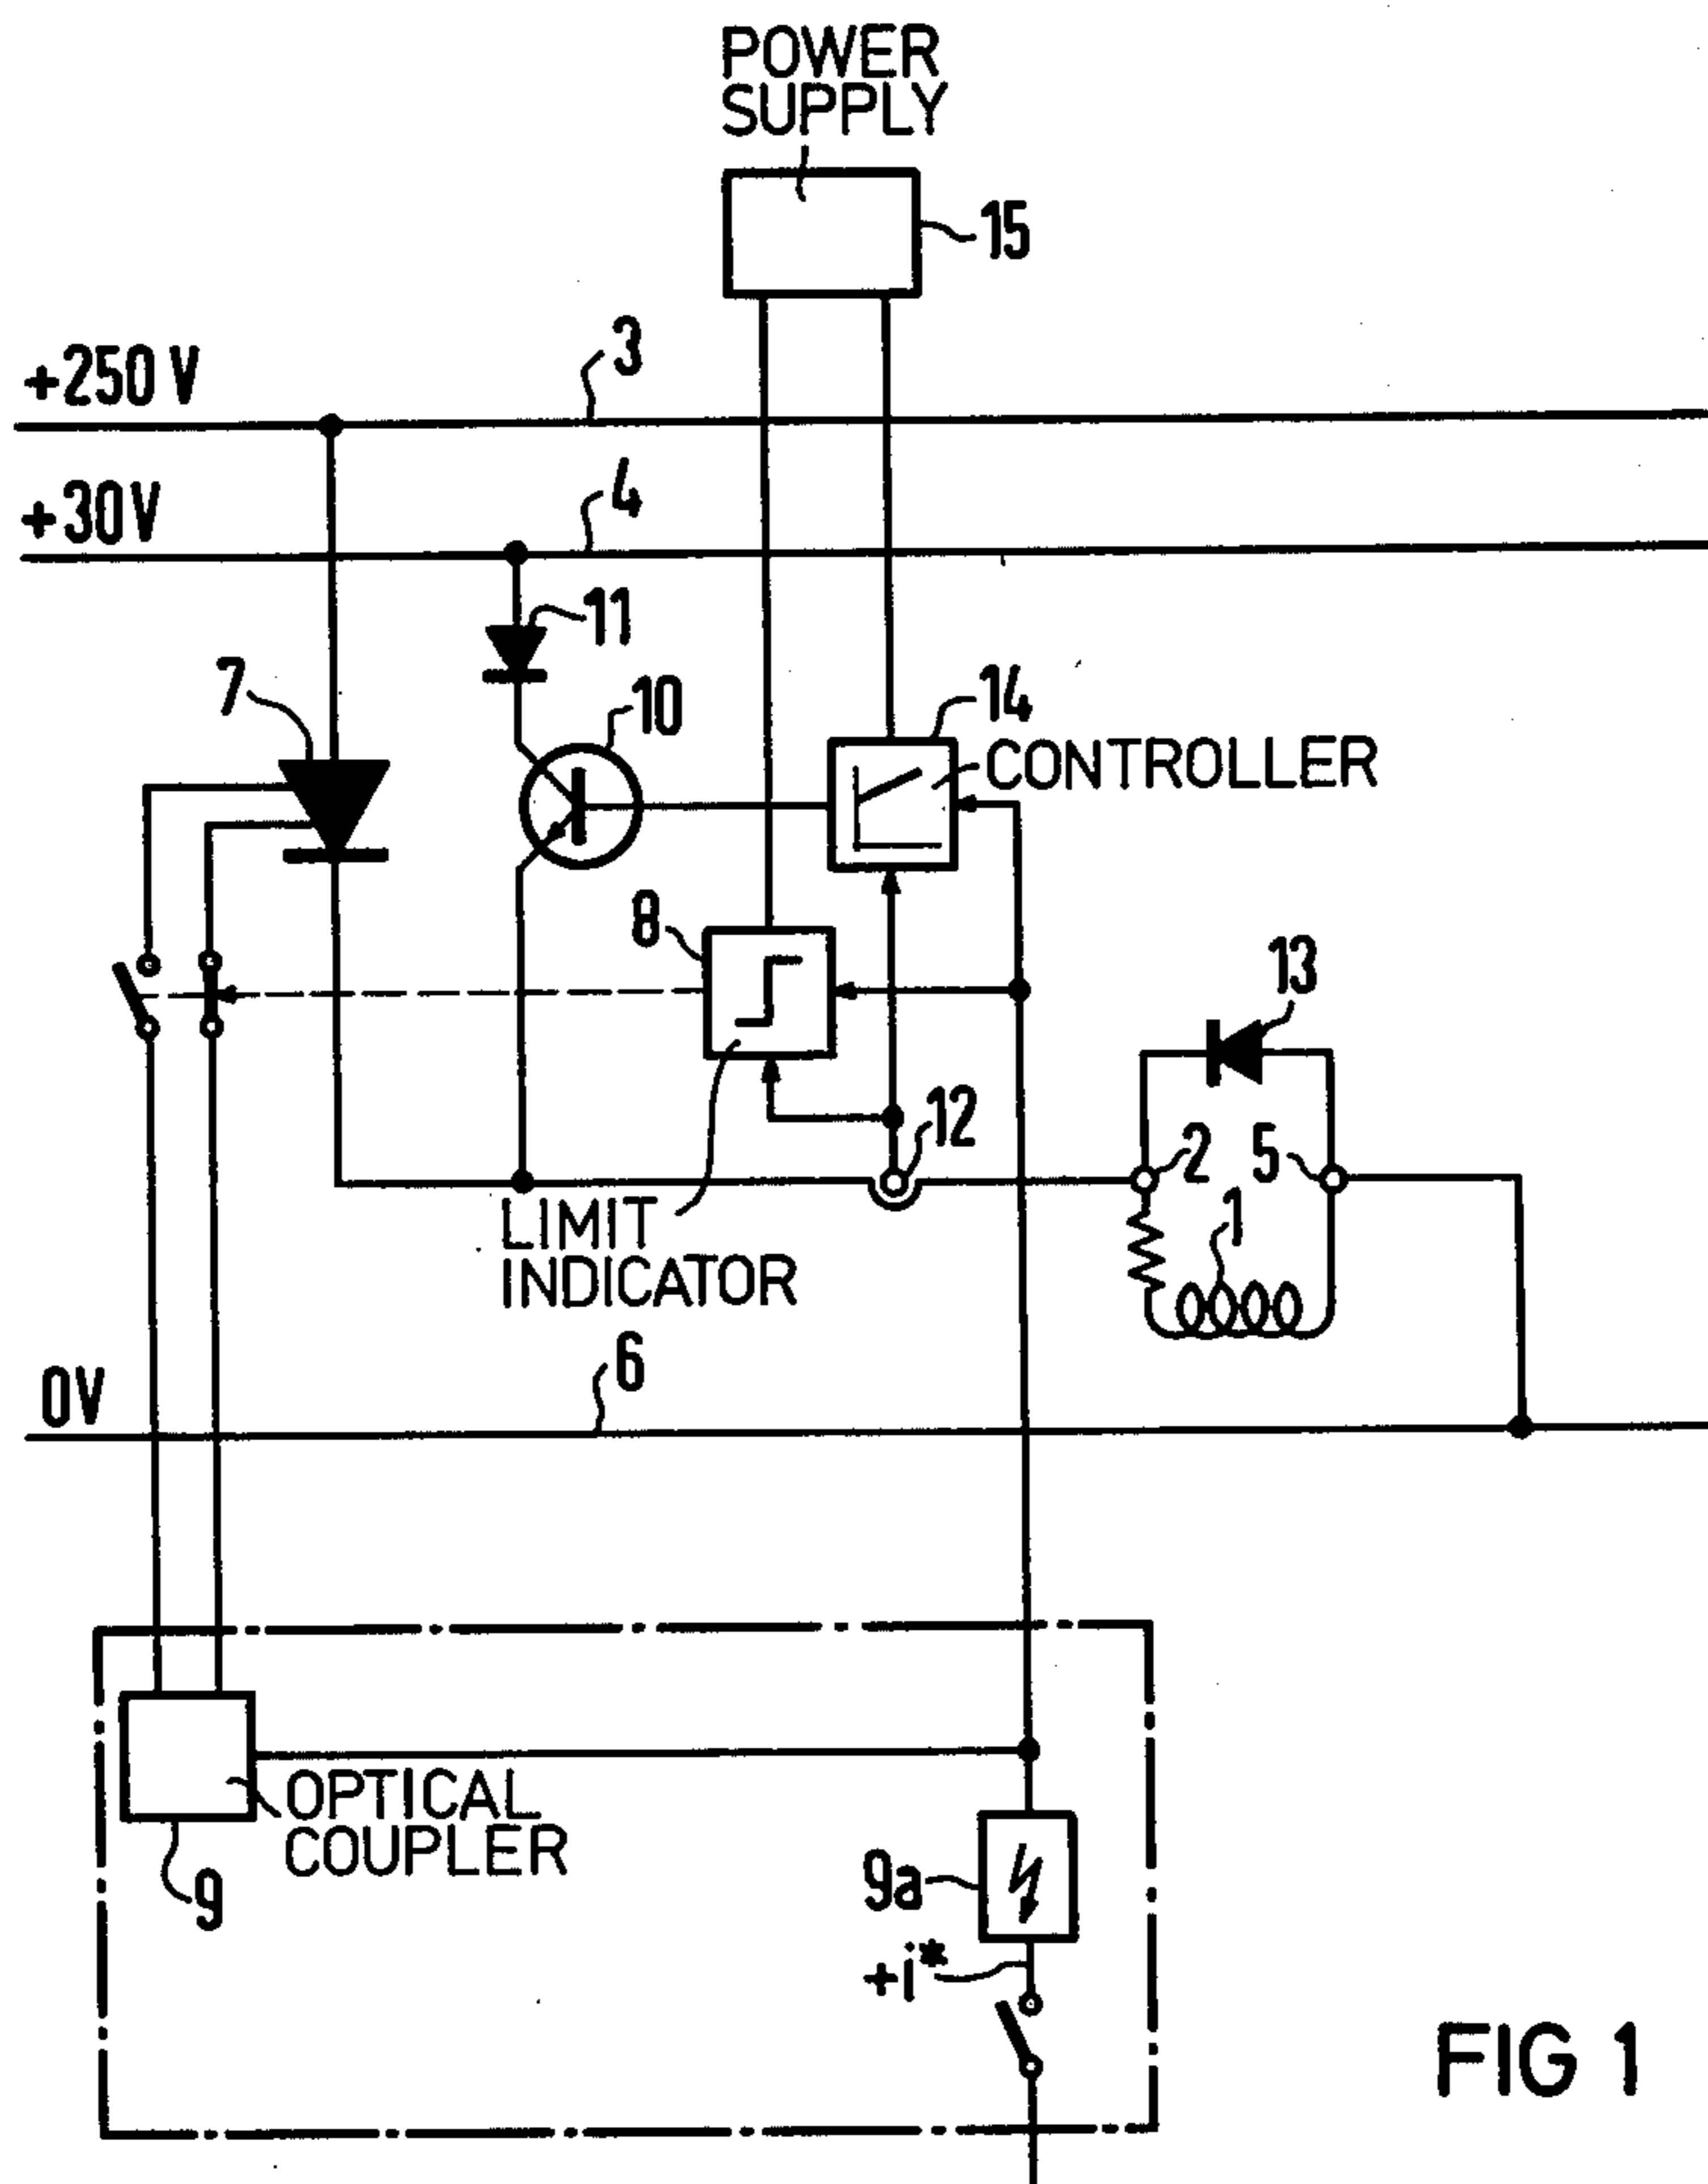 POWER
SUPPLY
15
+250 V
3
+30V
4
11
7
10
14
CONTROLLER
8
13
12
2
5
1
LIMIT
INDICATOR
6
0V
OPTICAL
COUPLER
9
9a
+i*
FIG 1